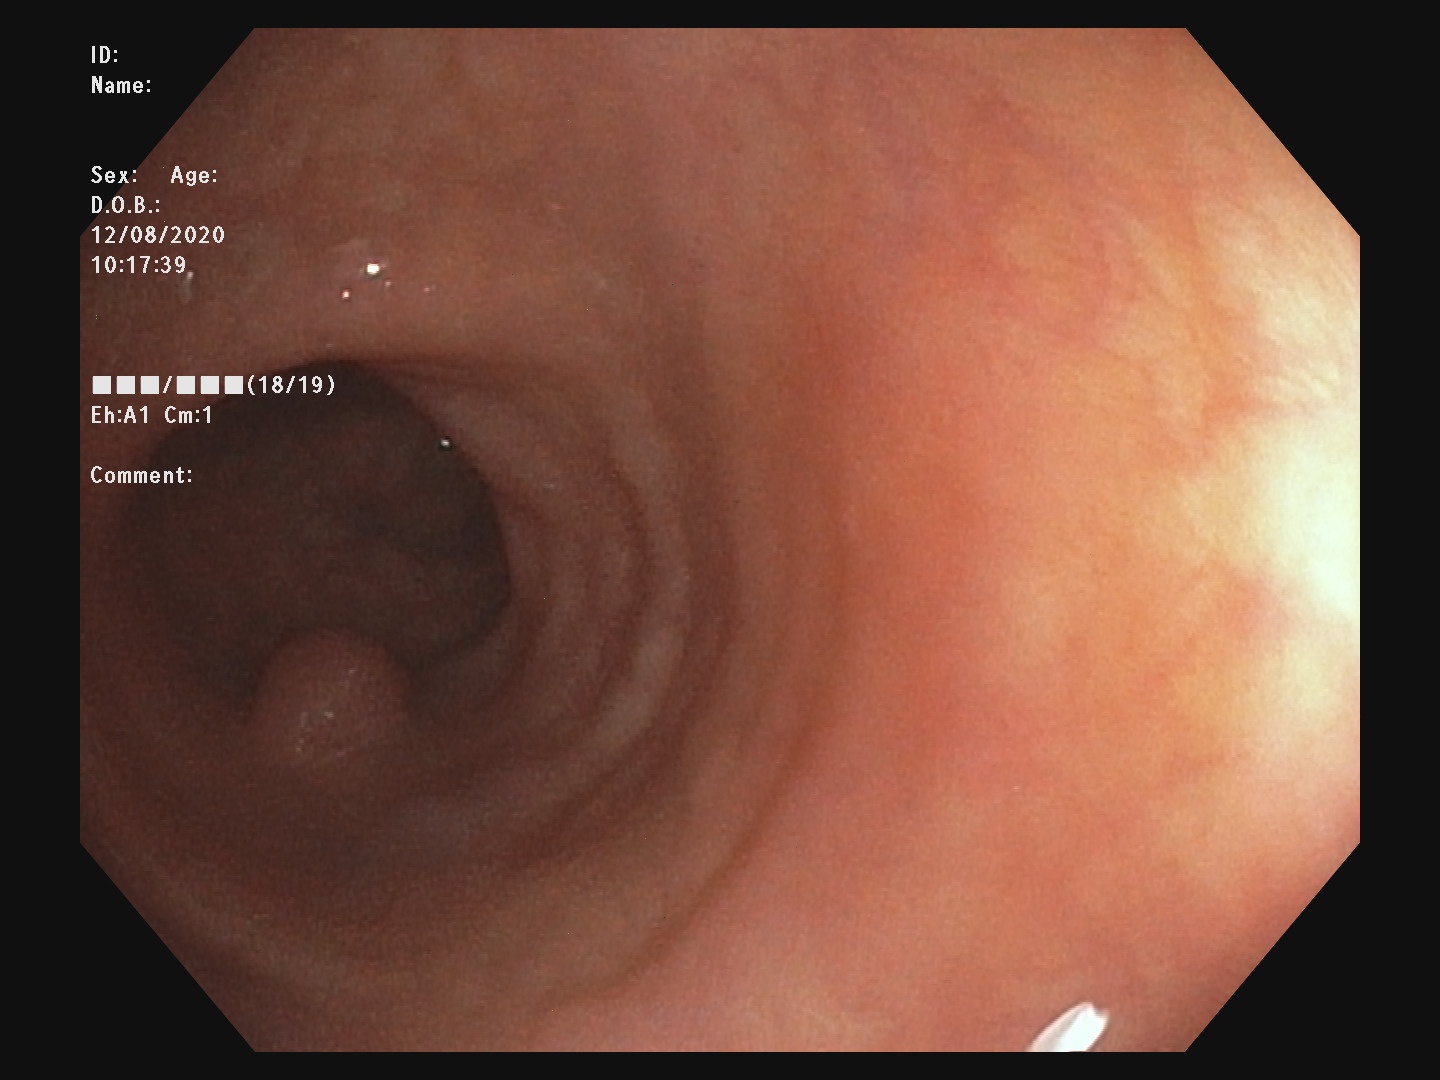 ID:
Name:
Sex: Age:
D.O.B.:
12/08/2020
10:17:39
■■■/■■■(18/19)
Eh:A1 Cm:1
Comment: